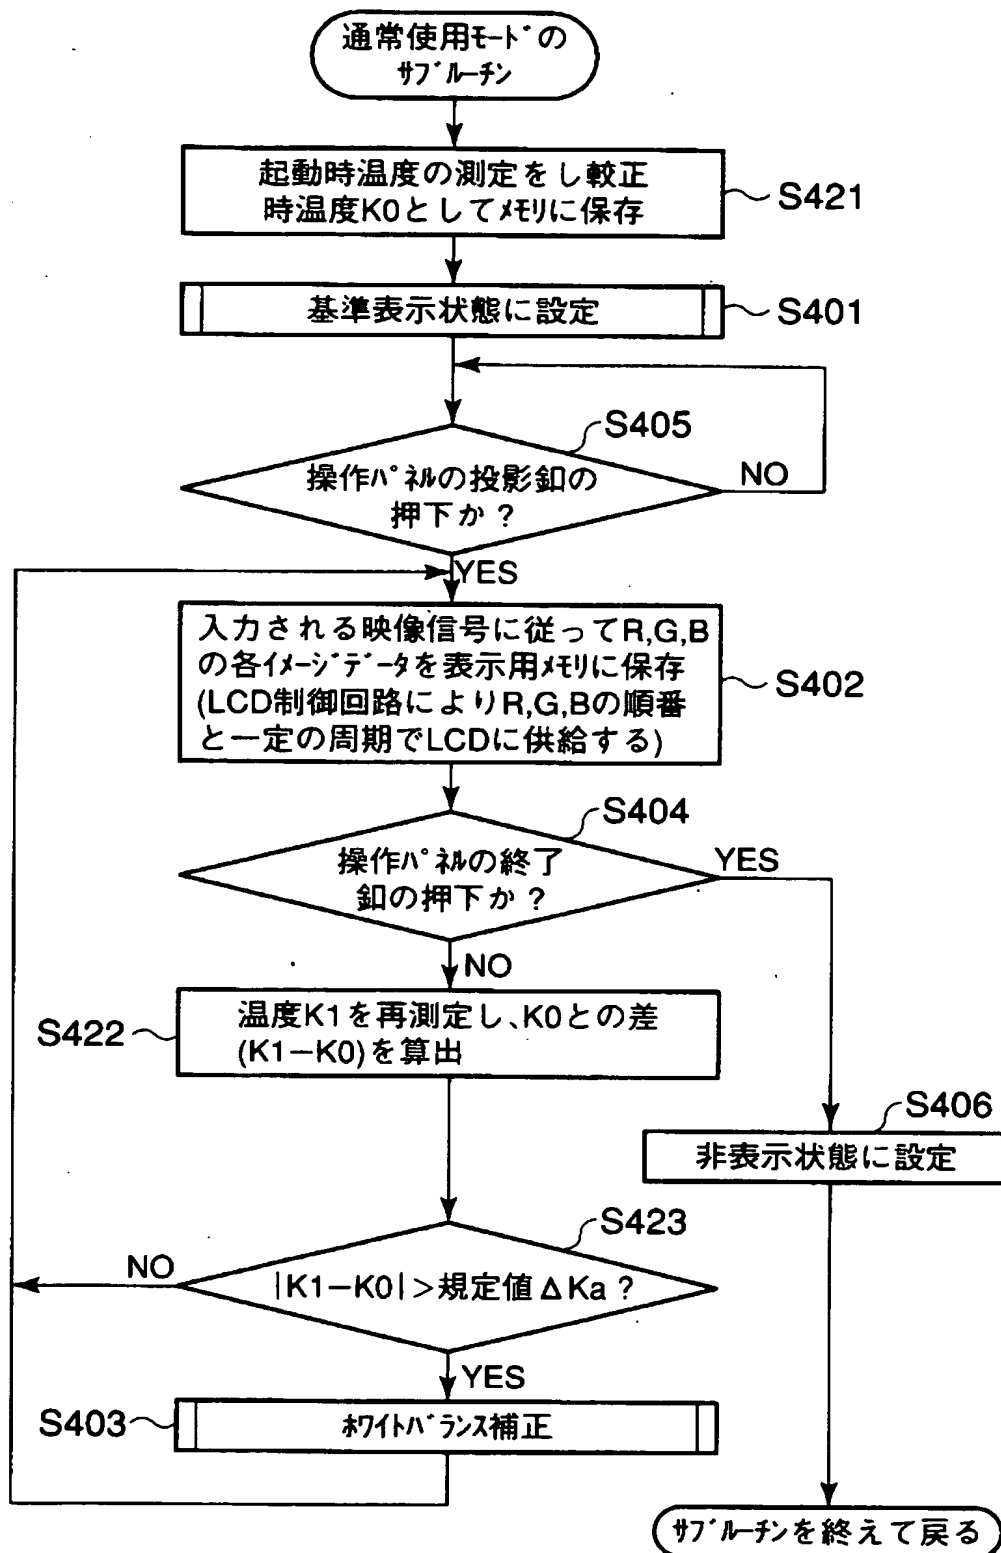 通常使用ﾓｰﾄﾞの
ｻﾌﾞﾙｰﾁﾝ
起動時温度の測定をし較正
時温度K0としてﾒﾓﾘに保存
S421
基準表示状態に設定
S401
S405
操作ﾊﾟﾈﾙの投影釦の
押下か？
NO
YES
入力される映像信号に従ってR,G,B
の各ｲﾒｰｼﾞﾃﾞｰﾀを表示用ﾒﾓﾘに保存
(LCD制御回路によりR,G,Bの順番
と一定の周期でLCDに供給する)
S402
S404
操作ﾊﾟﾈﾙの終了
釦の押下か？
YES
NO
S422
温度K1を再測定し、K0との差
(K1−K0)を算出
S406
非表示状態に設定
S423
NO
|K1−K0|＞規定値ΔKa？
YES
S403
ﾎﾜｲﾄﾊﾞﾗﾝｽ補正
ｻﾌﾞﾙｰﾁﾝを終えて戻る